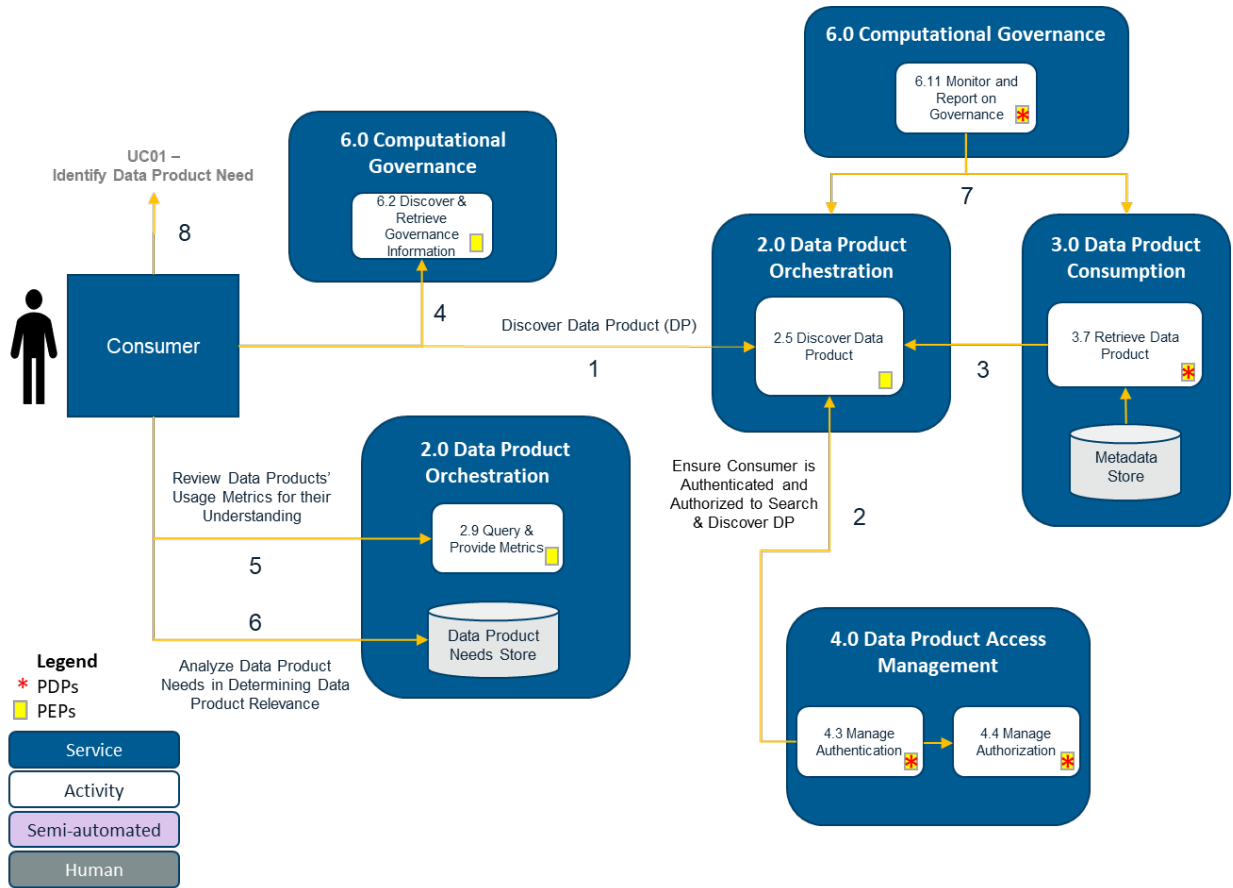 6.0 Computational Governance
6.11 Monitor and
Report on
Governance
7
6.0 Computational
Governance
6.2 Discover &
Retrieve
Governance
Information
4
UC01 –
Identify Data Product Need
8
Consumer
Discover Data Product (DP)
1
2.0 Data Product
Orchestration
2.5 Discover Data
Product
3
3.0 Data Product
Consumption
3.7 Retrieve Data
Product
Metadata
Store
Ensure Consumer is
Authenticated and
Authorized to Search
& Discover DP
2
Review Data Products'
Usage Metrics for their
Understanding
5
2.0 Data Product
Orchestration
2.9 Query &
Provide Metrics
6
Data Product
Needs Store
Analyze Data Product
Needs in Determining Data
Product Relevance
4.0 Data Product Access
Management
4.3 Manage
Authentication
4.4 Manage
Authorization
Legend
* PDPs
PEPs
Service
Activity
Semi-automated
Human